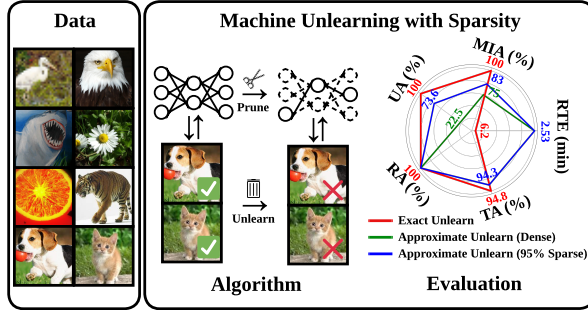 Data
Machine Unlearning with Sparsity
Prune
Unlearn
Algorithm
MIA (%)
100
83
75
UA (%)
100
73.6
22.5
RTE (min)
2.53
6.2
RA (%)
100
94.3
94.8
TA (%)
Exact Unlearn
Approximate Unlearn (Dense)
Approximate Unlearn (95% Sparse)
Evaluation